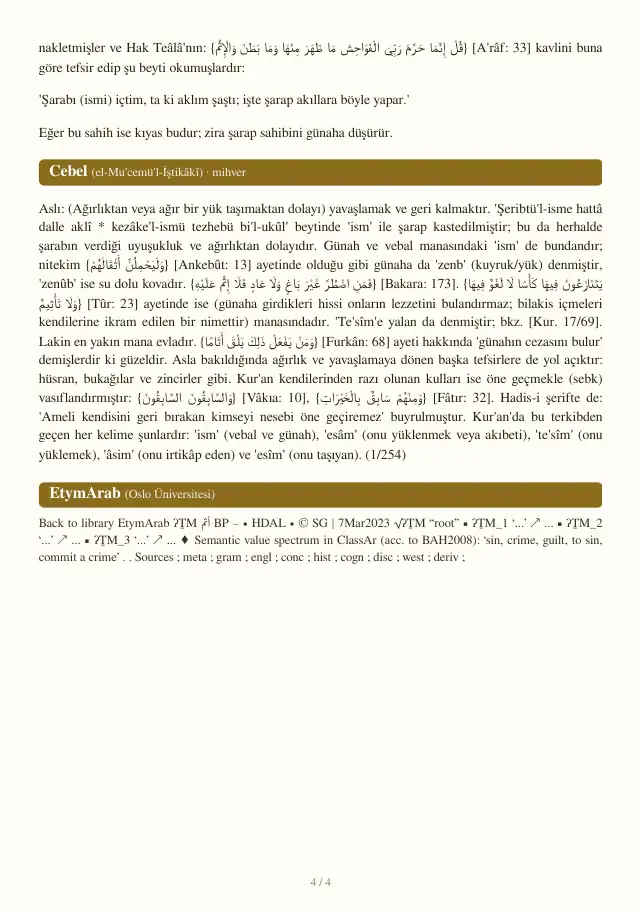 nakletmişler ve Hak Teâlâ'nın: {قُلْ إِنَّمَا حَرَّمَ رَبِّيَ الْفَوَاحِشَ مَا ظَهَرَ مِنْهَا وَمَا بَطَنَ وَالْإِثْمَ} [A'râf: 33] kavlini buna
göre tefsir edip şu beyti okumuşlardır:
'Şarabı (ismi) içtim, ta ki aklım şaştı; işte şarap akıllara böyle yapar.'
Eğer bu sahih ise kıyas budur; zira şarap sahibini günaha düşürür.
Cebel (el-Mu'cemü'l-İştikâkî) · mihver
Aslı: (Ağırlıktan veya ağır bir yük taşımaktan dolayı) yavaşlamak ve geri kalmaktır. 'Şeribtü'l-isme hattâ
dalle aklî * kezâke'l-ismü tezhebü bi'l-ukûl' beytinde 'ism' ile şarap kastedilmiştir; bu da herhalde
şarabın verdiği uyuşukluk ve ağırlıktan dolayıdır. Günah ve vebal manasındaki 'ism' de bundandır;
nitekim {وَلَيَحْمِلُنَّ أَثْقَالَهُمْ} [Ankebût: 13] ayetinde olduğu gibi günaha da 'zenb' (kuyruk/yük) denmiştir,
'zenûb' ise su dolu kovadır. {فَمَنِ اضْطُرَّ غَيْرَ بَاغٍ وَلَا عَادٍ فَلَا إِثْمَ عَلَيْهِ} [Bakara: 173]. {يَتَنَازَعُونَ فِيهَا كَأْسًا لَا لَغْوٌ فِيهَا
وَلَا تَأْثِيمٌ} [Tûr: 23] ayetinde ise (günaha girdikleri hissi onların lezzetini bulandırmaz; bilakis içmeleri
kendilerine ikram edilen bir nimettir) manasındadır. 'Te'sîm'e yalan da denmiştir; bkz. [Kur. 17/69].
Lakin en yakın mana evladır. {وَمَنْ يَفْعَلْ ذَلِكَ يَلْقَ أَثَامًا} [Furkân: 68] ayeti hakkında 'günahın cezasını bulur'
demişlerdir ki güzeldir. Asla bakıldığında ağırlık ve yavaşlamaya dönen başka tefsirlere de yol açıktır:
hüsran, bukağılar ve zincirler gibi. Kur'an kendilerinden razı olunan kulları ise öne geçmekle (sebk)
vasıflandırmıştır: {وَالسَّابِقُونَ السَّابِقُونَ} [Vâkıa: 10], {وَمِنْهُمْ سَابِقٌ بِالْخَيْرَاتِ} [Fâtır: 32]. Hadis-i şerifte de:
'Ameli kendisini geri bırakan kimseyi nesebi öne geçiremez' buyrulmuştur. Kur'an'da bu terkibden
geçen her kelime şunlardır: 'ism' (vebal ve günah), 'esâm' (onu yüklenmek veya akıbeti), 'te'sîm' (onu
yüklemek), 'âsim' (onu irtikâp eden) ve 'esîm' (onu taşıyan). (1/254)
EtymArab (Oslo Üniversitesi)
Back to library EtymArab ʔṮM أثم BP – • HDAL • © SG | 7Mar2023 √ʔṮM “root” ▪ ʔṮM_1 ‘...’ ↗ ... ▪ ʔṮM_2
‘...’ ↗ ... ▪ ʔṮM_3 ‘...’ ↗ ... ♦ Semantic value spectrum in ClassAr (acc. to BAH2008): ‘sin, crime, guilt, to sin,
commit a crime’ . . Sources ; meta ; gram ; engl ; conc ; hist ; cogn ; disc ; west ; deriv ;
4 / 4